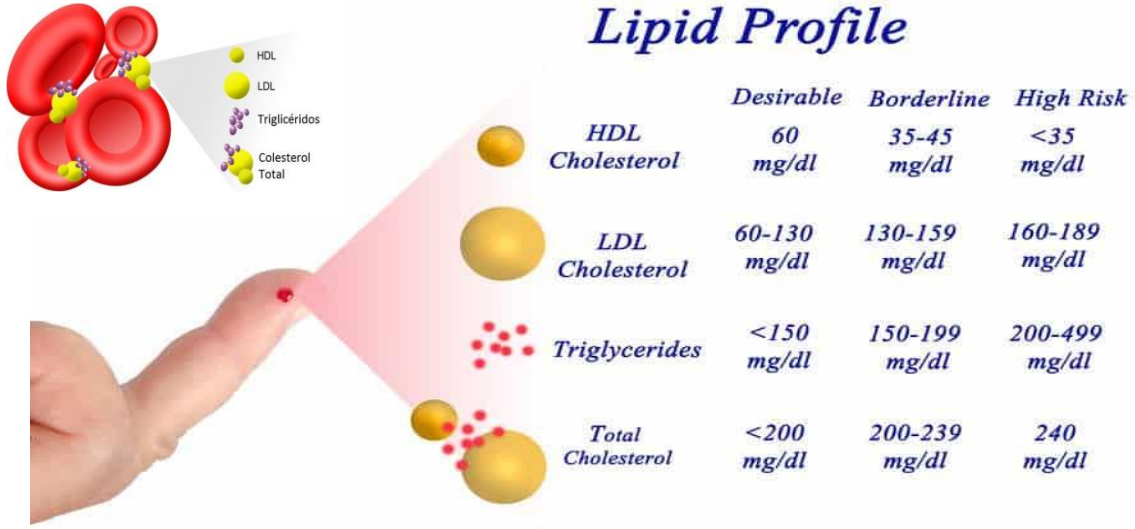 HDL
LDL
Triglicéridos
Colesterol
Total
Lipid Profile
Desirable Borderline High Risk
HDL Cholesterol
60 mg/dl
35-45 mg/dl
<35 mg/dl
LDL Cholesterol
60-130 mg/dl
130-159 mg/dl
160-189 mg/dl
Triglycerides
<150 mg/dl
150-199 mg/dl
200-499 mg/dl
Total Cholesterol
<200 mg/dl
200-239 mg/dl
240 mg/dl